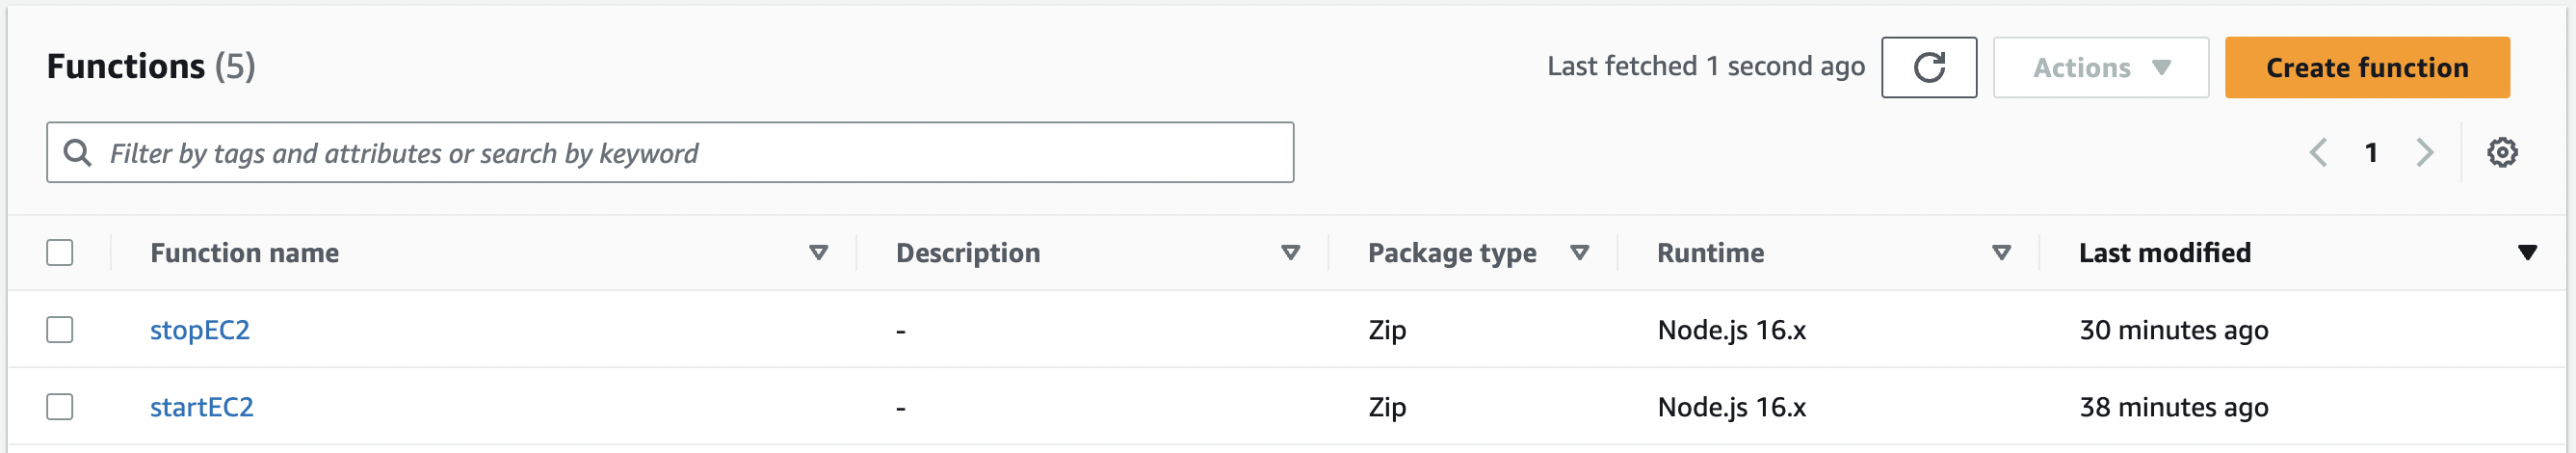 Functions (5)
Last fetched 1 second ago
Actions
Create function
Filter by tags and attributes or search by keyword
1
Function name Description Package type Runtime Last modified
stopEC2 - Zip Node.js 16.x 30 minutes ago
startEC2 - Zip Node.js 16.x 38 minutes ago